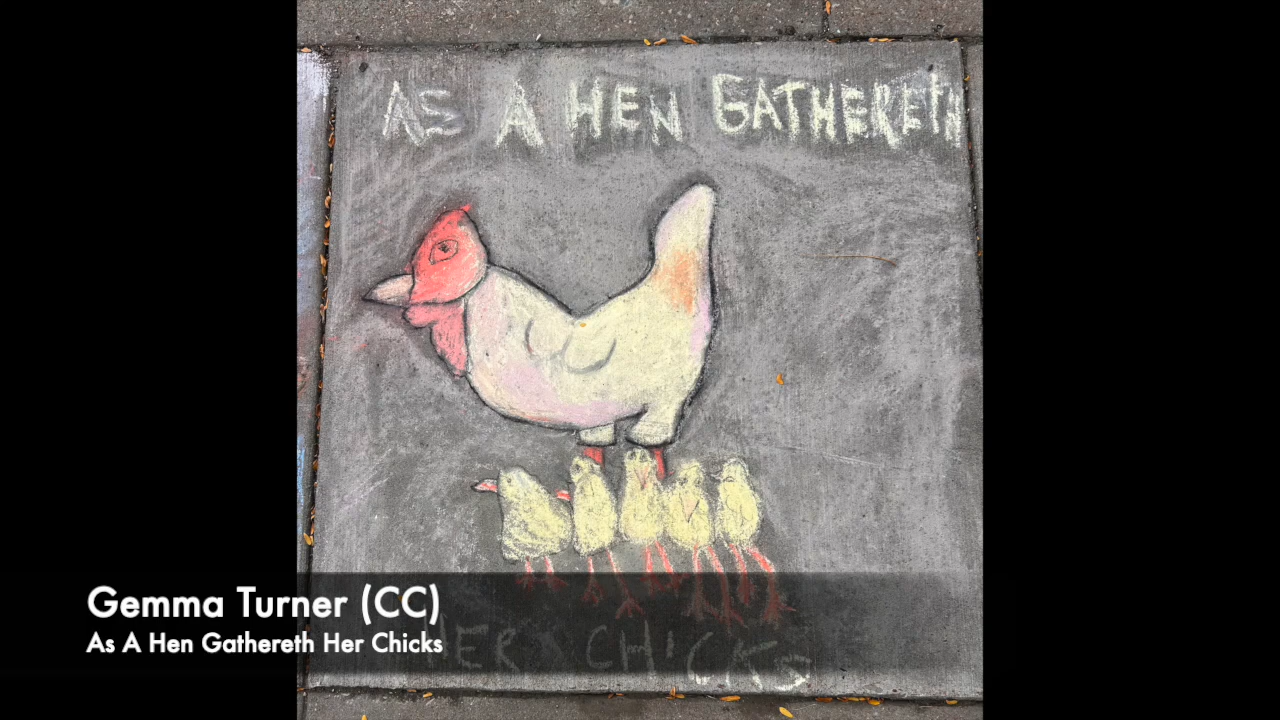 AS A HEN GATHERETH
HER CHICKS
Gemma Turner (CC)
As A Hen Gathereth Her Chicks